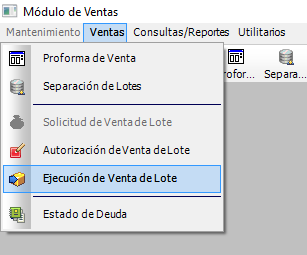 Módulo de Ventas
Mantenimiento Ventas Consultas/Reportes Utilitarios
Proforma de Venta
Separación de Lotes
Solicitud de Venta de Lote
Autorización de Venta de Lote
Ejecución de Venta de Lote
Estado de Deuda
rofor... Separa...